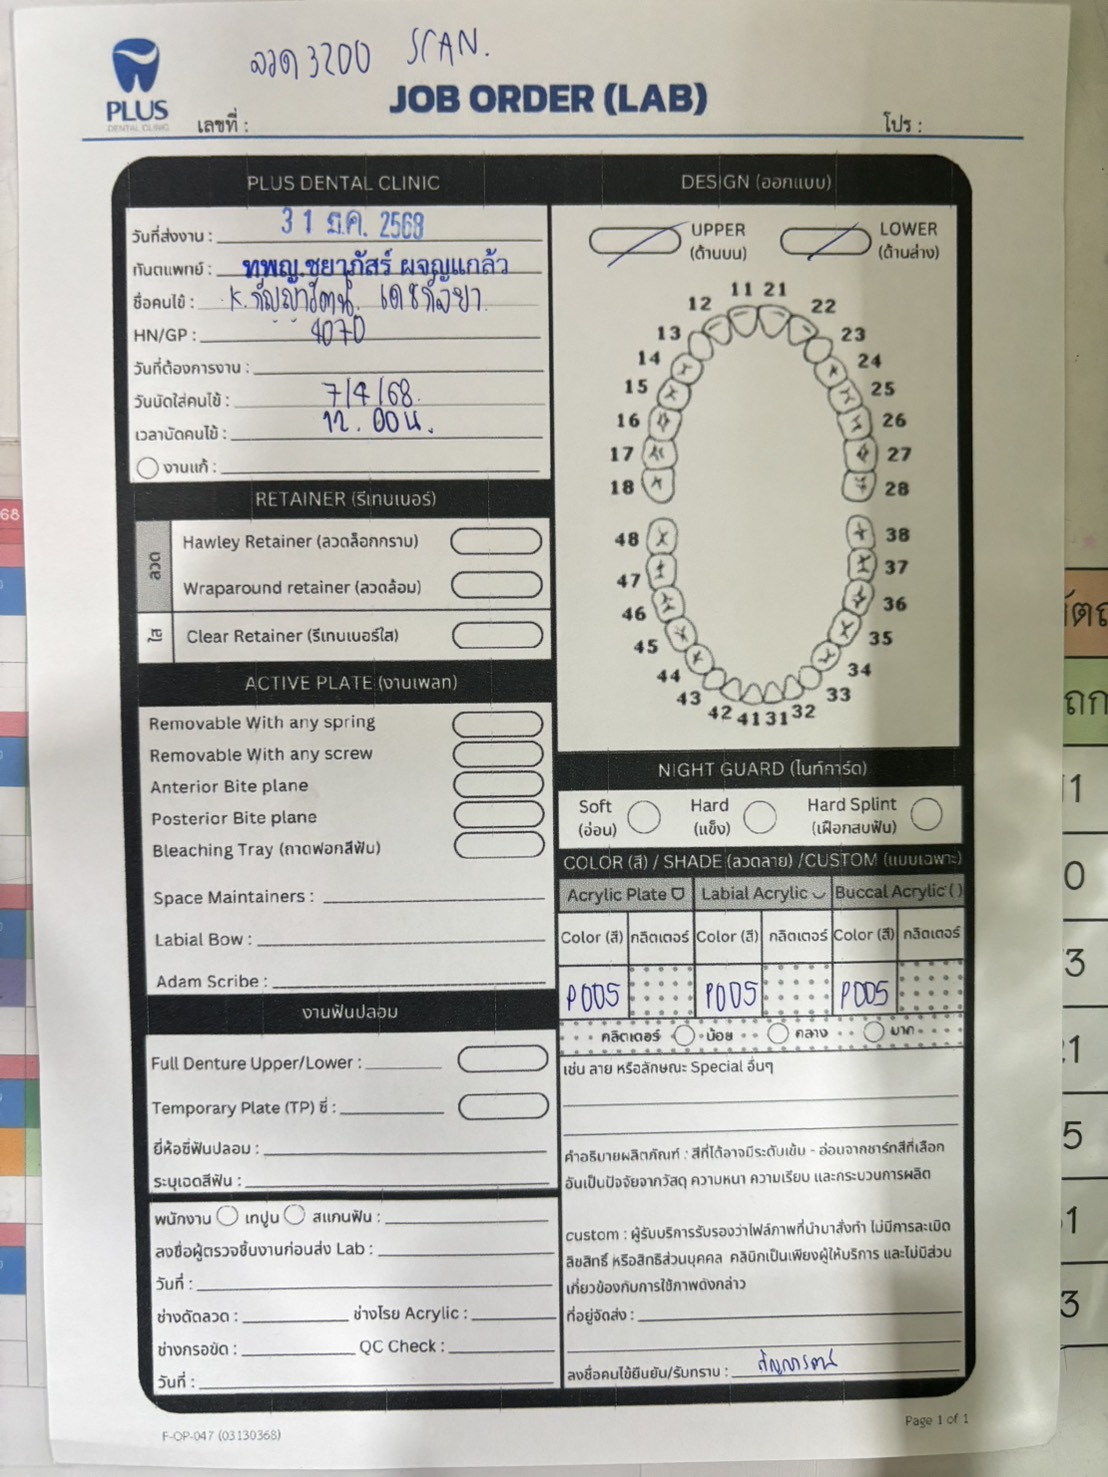 ลวด 3200 SCAN.
PLUS
DENTAL CLINIC
JOB ORDER (LAB)
เลขที่ :
โปร :
PLUS DENTAL CLINIC
วันที่ส่งงาน : 31 มี.ค. 2568
ทันตแพทย์ : ทพญ.ชยาภัสร์ ผจญแกล้ว
ชื่อคนไข้ : K. กัญญารัตน์
HN/GP : 4070
วันที่ต้องการงาน :
วันนัดใส่คนไข้ : 7/4/68
เวลานัดคนไข้ : 12.00น.
งานแก้ :
RETAINER (รีเทนเนอร์)
ลวด
Hawley Retainer (ลวดล็อกกราม)
Wraparound retainer (ลวดล้อม)
ใส
Clear Retainer (รีเทนเนอร์ใส)
ACTIVE PLATE (งานเพลท)
Removable With any spring
Removable With any screw
Anterior Bite plane
Posterior Bite plane
Bleaching Tray (ถาดฟอกสีฟัน)
Space Maintainers :
Labial Bow :
Adam Scribe :
งานฟันปลอม
Full Denture Upper/Lower :
Temporary Plate (TP) ซี่ :
ยี่ห้อซี่ฟันปลอม :
ระบุเฉดสีฟัน :
พนักงาน เทปูน สแกนฟัน :
ลงชื่อผู้ตรวจชิ้นงานก่อนส่ง Lab :
วันที่ :
ช่างดัดลวด : ช่างโรย Acrylic :
ช่างกรอขัด : QC Check :
วันที่ :
DESIGN (ออกแบบ)
UPPER
(ด้านบน)
LOWER
(ด้านล่าง)
11 21
12 22
13 23
14 24
15 25
16 26
17 27
18 28
48 38
47 37
46 36
45 35
44 34
43 33
42 41 31 32
NIGHT GUARD (ไนท์การ์ด)
Soft
(อ่อน)
Hard
(แข็ง)
Hard Splint
(เฝือกสบฟัน)
COLOR (สี) / SHADE (ลวดลาย) /CUSTOM (แบบเฉพาะ)
Acrylic Plate Labial Acrylic Buccal Acrylic ( )
Color (สี) กลิตเตอร์ Color (สี) กลิตเตอร์ Color (สี) กลิตเตอร์
P005 P005 P005
กลิตเตอร์ น้อย กลาง มาก
เช่น ลาย หรือลักษณะ Special อื่นๆ
คำอธิบายผลิตภัณฑ์ : สีที่ได้อาจมีระดับเข้ม - อ่อนจากชาร์ทสีที่เลือก
อันเป็นปัจจัยจากวัสดุ ความหนา ความเรียบ และกระบวนการผลิต
custom : ผู้รับบริการรับรองว่าไฟล์ภาพที่นำมาสั่งทำ ไม่มีการละเมิด
ลิขสิทธิ์ หรือสิทธิส่วนบุคคล คลินิกเป็นเพียงผู้ให้บริการ และไม่มีส่วน
เกี่ยวข้องกับการใช้ภาพดังกล่าว
ที่อยู่จัดส่ง :
ลงชื่อคนไข้ยืนยัน/รับทราบ : กัญญารัตน์
F-OP-047 (03130368)
Page 1 of 1